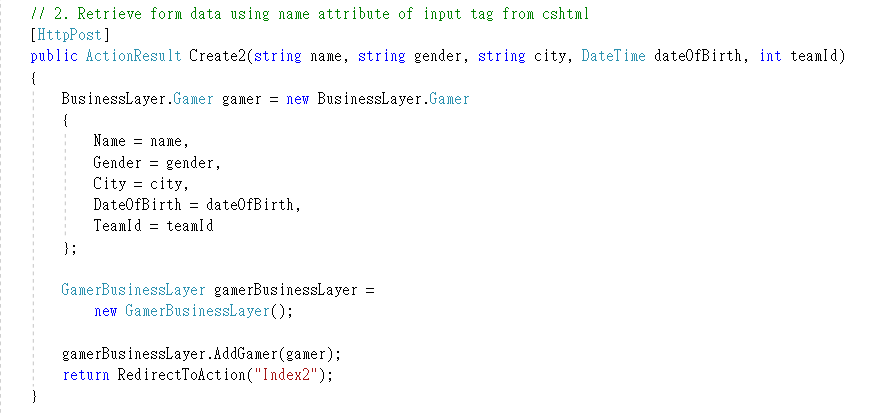 // 2. Retrieve form data using name attribute of input tag from cshtml
[HttpPost]
public ActionResult Create2(string name, string gender, string city, DateTime dateOfBirth, int teamId)
{
    BusinessLayer.Gamer gamer = new BusinessLayer.Gamer
    {
        Name = name,
        Gender = gender,
        City = city,
        DateOfBirth = dateOfBirth,
        TeamId = teamId
    };

    GamerBusinessLayer gamerBusinessLayer =
        new GamerBusinessLayer();

    gamerBusinessLayer.AddGamer(gamer);
    return RedirectToAction("Index2");
}